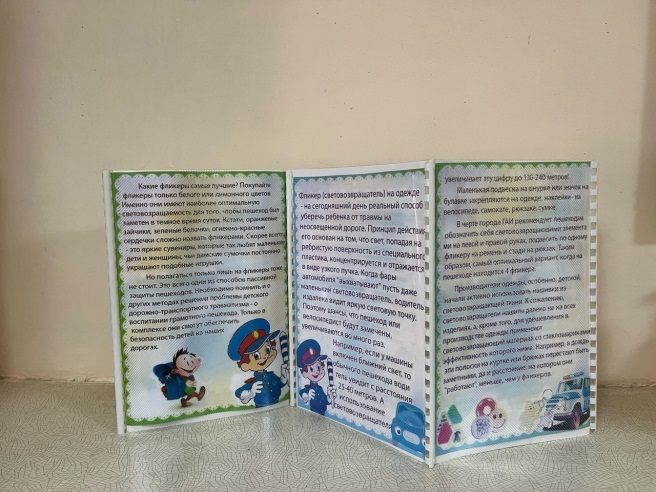 Какие фликеры самые лучшие? Покупайте
фликеры только белого или лимонного цветов.
Именно они имеют наиболее оптимальную
световозвращаемость для того, чтобы пешеход был
заметен в темное время суток. Кстати, оранжевые
зайчики, зеленые белочки, огненно-красные
сердечки сложно назвать фликерами. Скорее всего
- это яркие сувениры, которые так любят маленькие
дети и женщины, чьи дамские сумочки постоянно
украшают подобные игрушки.
Но полагаться только лишь на фликеры тоже
не стоит. Это всего один из способов пассивной
защиты пешеходов. Необходимо помнить и о
других методах решения проблемы детского
дорожно-транспортного травматизма - о
воспитании грамотного пешехода. Только в
комплексе они смогут обеспечить
безопасность детей на наших
дорогах.
Фликер (световозвращатель) на одежде
- на сегодняшний день реальный способ
уберечь ребенка от травмы на
неосвещенной дороге. Принцип действия
его основан на том, что свет, попадая на
ребристую поверхность из специального
пластика, концентрируется и отражается
в виде узкого пучка. Когда фары
автомобиля "выхватывают" пусть даже
маленький световозвращатель, водитель
издалека видит яркую световую точку.
Поэтому шансы, что пешеход или
велосипедист будут замечены,
увеличиваются во много раз.
Например, если у машины
включен ближний свет, то
обычного пешехода води
тель увидит с расстояния
25-40 метров. А
использование
световозвращателя
увеличивает эту цифру до 130-240 метров!
Маленькая подвеска на шнурке или значок на
булавке закрепляются на одежде, наклейки - на
велосипеде, самокате, рюкзаке, сумке.
В черте города ГАИ рекомендует пешеходам
обозначить себя световозвращающими элемента
ми на левой и правой руках, подвесить по одному
фликеру на ремень и сзади на рюкзак. Таким
образом, самый оптимальный вариант когда на
пешеходе находится 4 фликера.
Производители одежды, особенно, детской,
начали активно использовать нашивки из
световозвращающей ткани. К сожалению,
световозвращатели нашиты далеко не на всех
изделиях, а, кроме того, для удешевления в
производстве одежды применяют
световозвращающий материал со стеклошариками,
эффективность которого ниже. Например, в дождь
эти полоски на куртке или брюках перестают быть
заметными, да и расстояние, на котором они
"работают", меньше, чем у фликеров.